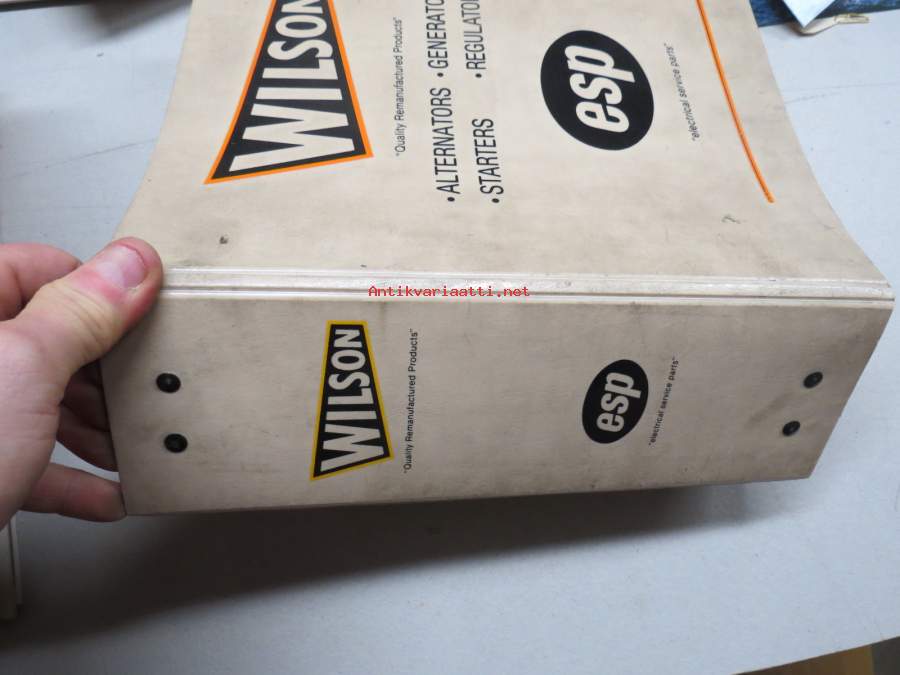 WILSON
"Quality Remanufactured Products"
•ALTERNATORS •GENERATO
•STARTERS •REGULATOR
esp
"electrical service parts"
Antikvariaatti.net
WILSON
"Quality Remanufactured Products"
esp
"electrical service parts"